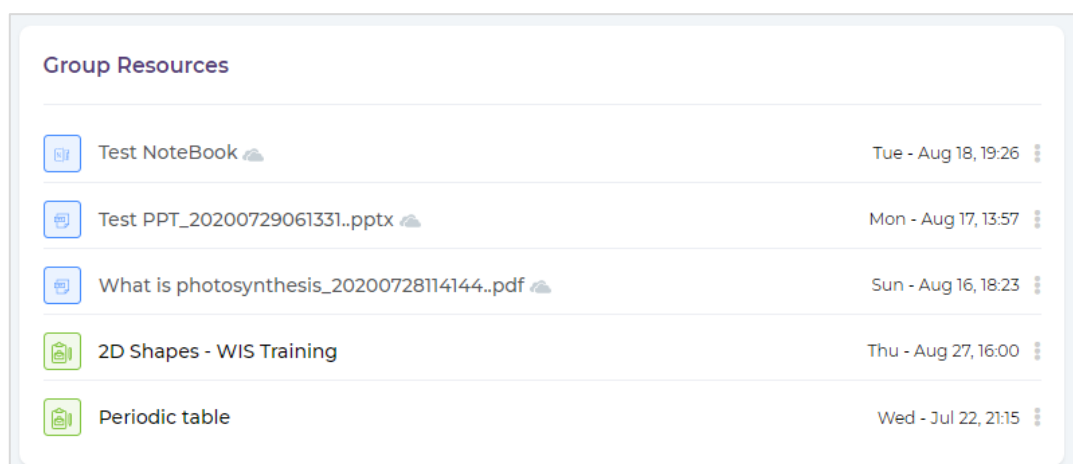 Group Resources
Test NoteBook Tue - Aug 18, 19:26
Test PPT_20200729061331..pptx Mon - Aug 17, 13:57
What is photosynthesis_20200728114144..pdf Sun - Aug 16, 18:23
2D Shapes - WIS Training Thu - Aug 27, 16:00
Periodic table Wed - Jul 22, 21:15